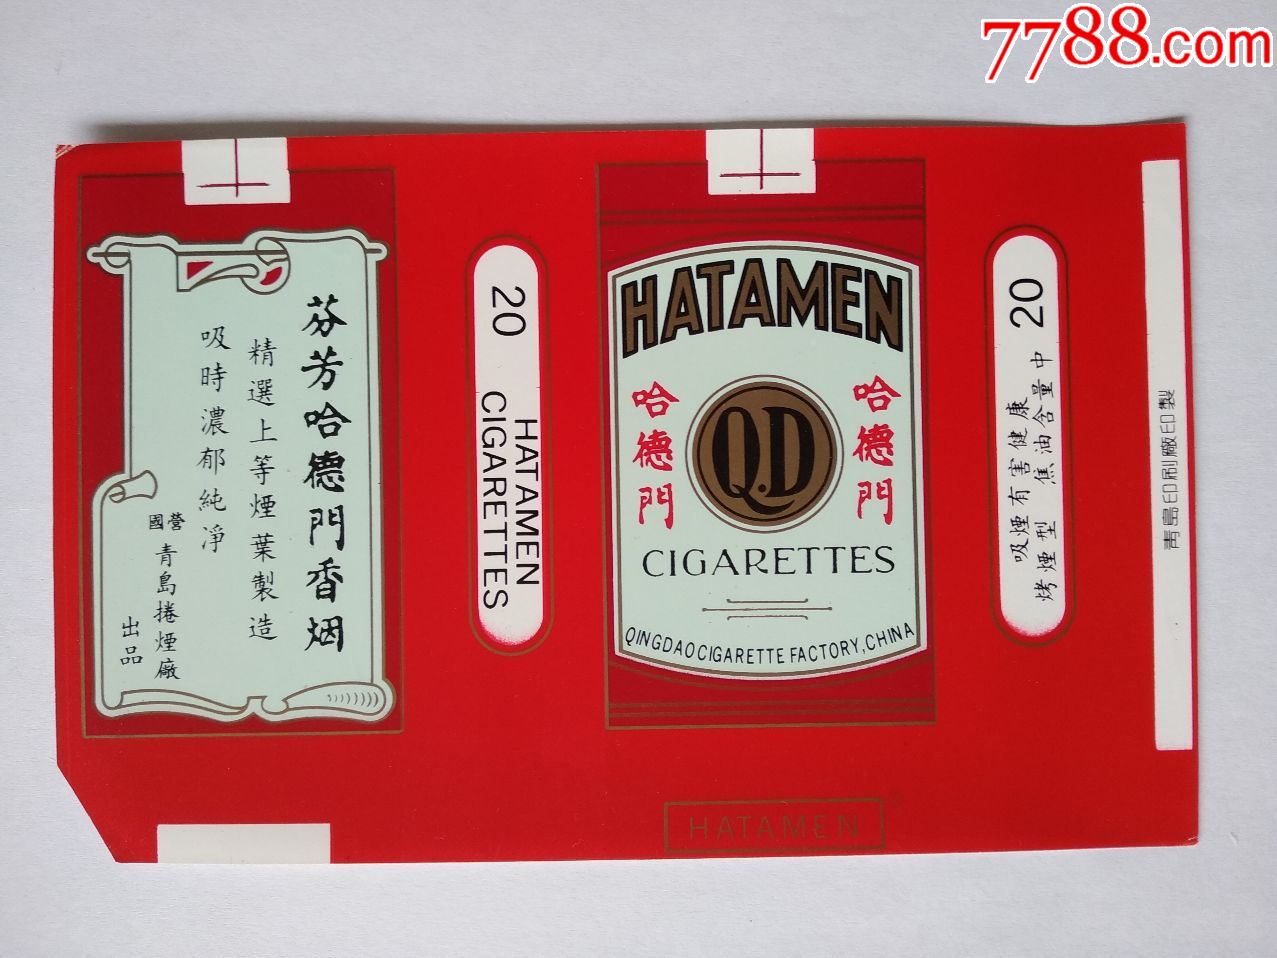 7788.com
芬芳哈德門香烟
精選上等煙葉製造
吸時濃郁純淨
國營
青島捲煙廠
出品
20 HATAMEN
CIGARETTES
HATAMEN
哈德門
Q.D
哈德門
CIGARETTES
QINGDAO CIGARETTE FACTORY, CHINA
HATAMEN
20
吸煙有害健康
烤煙型 焦油含量中
青島印刷廠印製